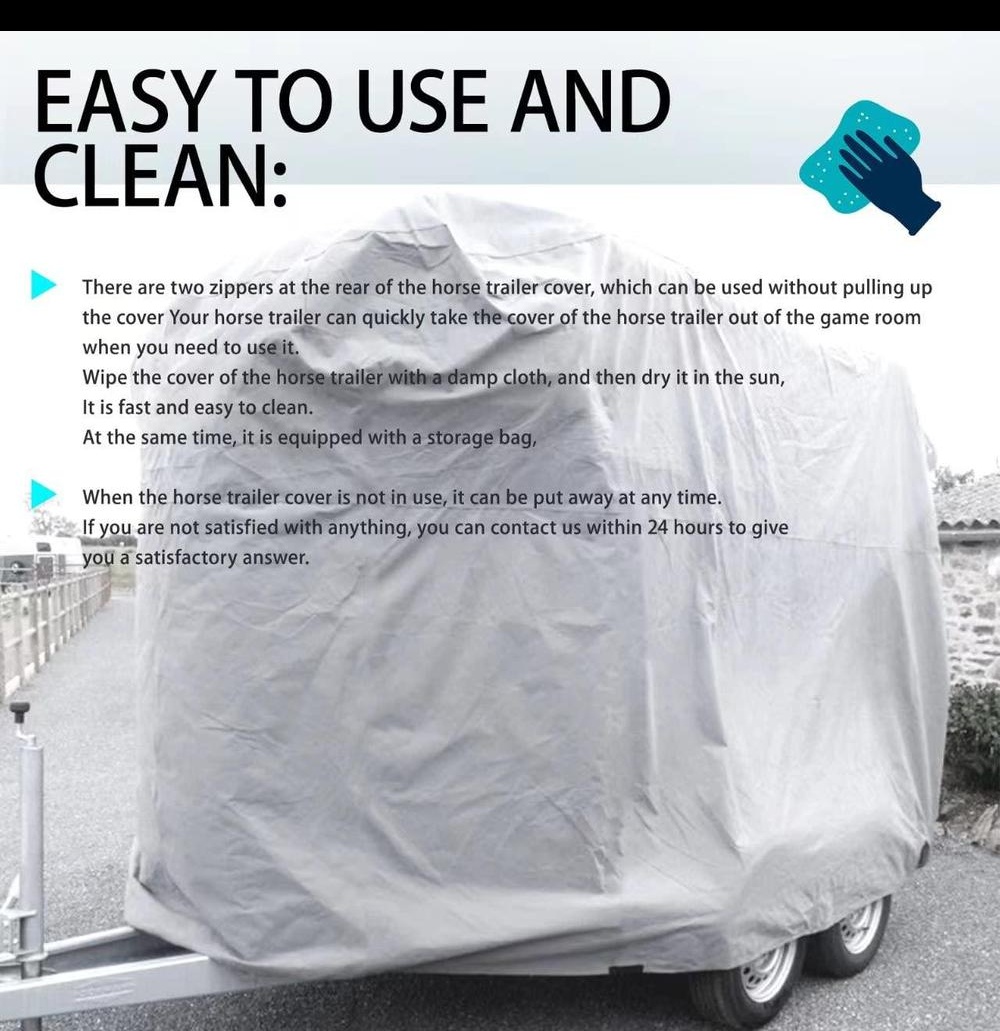 EASY TO USE AND
CLEAN:
There are two zippers at the rear of the horse trailer cover, which can be used without pulling up
the cover Your horse trailer can quickly take the cover of the horse trailer out of the game room
when you need to use it.
Wipe the cover of the horse trailer with a damp cloth, and then dry it in the sun,
It is fast and easy to clean.
At the same time, it is equipped with a storage bag,
When the horse trailer cover is not in use, it can be put away at any time.
If you are not satisfied with anything, you can contact us within 24 hours to give
you a satisfactory answer.